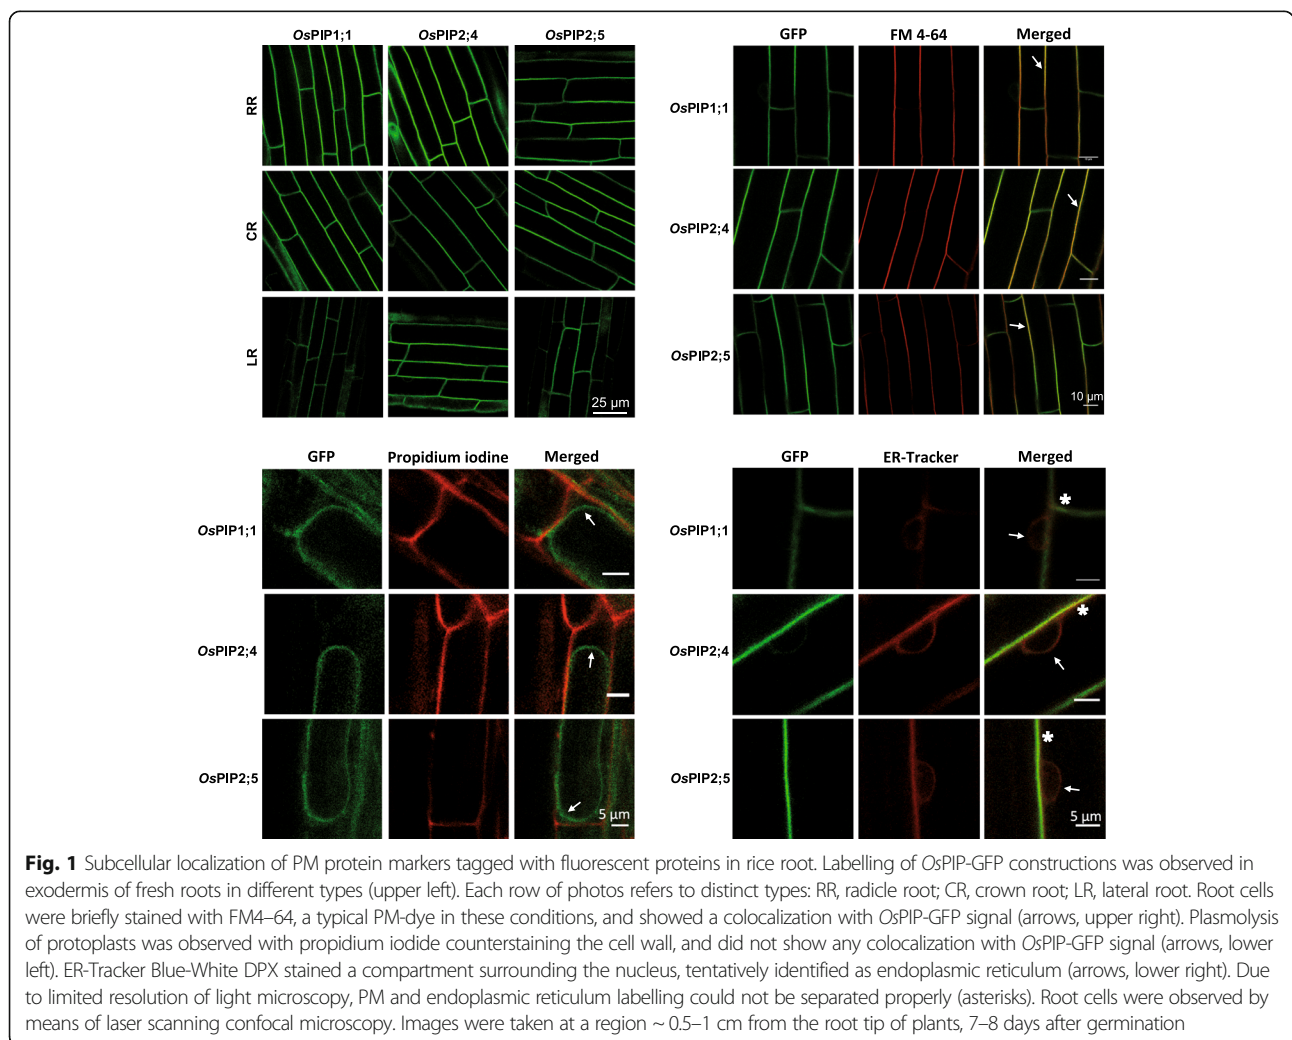 OsPIP1;1 OsPIP2;4 OsPIP2;5
RR
CR
LR
25 µm
GFP FM 4-64 Merged
OsPIP1;1
OsPIP2;4
OsPIP2;5
10 µm
GFP Propidium iodine Merged
OsPIP1;1
OsPIP2;4
OsPIP2;5
5 µm
GFP ER-Tracker Merged
OsPIP1;1
*
OsPIP2;4
*
OsPIP2;5
*
5 µm
Fig. 1 Subcellular localization of PM protein markers tagged with fluorescent proteins in rice root. Labelling of OsPIP-GFP constructions was observed in
exodermis of fresh roots in different types (upper left). Each row of photos refers to distinct types: RR, radicle root; CR, crown root; LR, lateral root. Root cells
were briefly stained with FM4–64, a typical PM-dye in these conditions, and showed a colocalization with OsPIP-GFP signal (arrows, upper right). Plasmolysis
of protoplasts was observed with propidium iodide counterstaining the cell wall, and did not show any colocalization with OsPIP-GFP signal (arrows, lower
left). ER-Tracker Blue-White DPX stained a compartment surrounding the nucleus, tentatively identified as endoplasmic reticulum (arrows, lower right). Due
to limited resolution of light microscopy, PM and endoplasmic reticulum labelling could not be separated properly (asterisks). Root cells were observed by
means of laser scanning confocal microscopy. Images were taken at a region ~ 0.5–1 cm from the root tip of plants, 7–8 days after germination